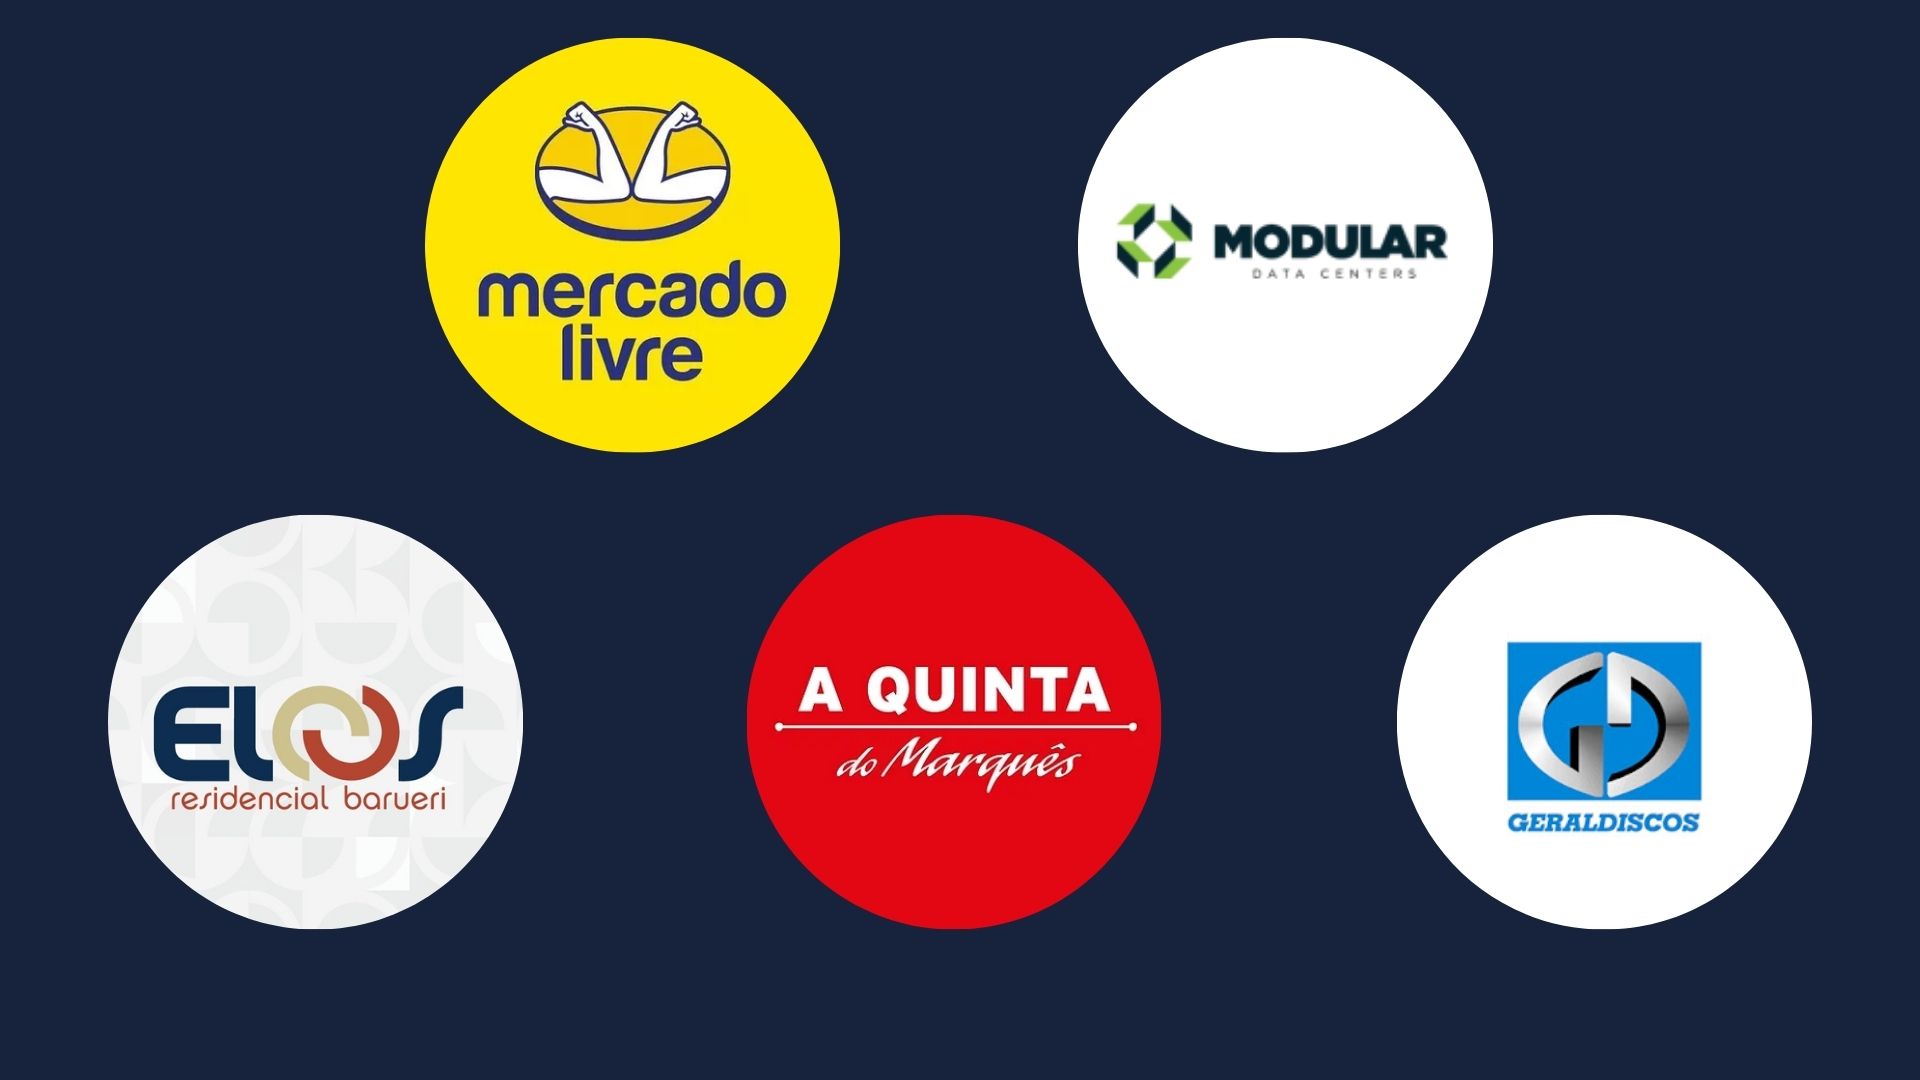 mercado
livre
MODULAR
DATA CENTERS
ELOS
residencial barueri
A QUINTA
do Marquês
GERALDISCOS